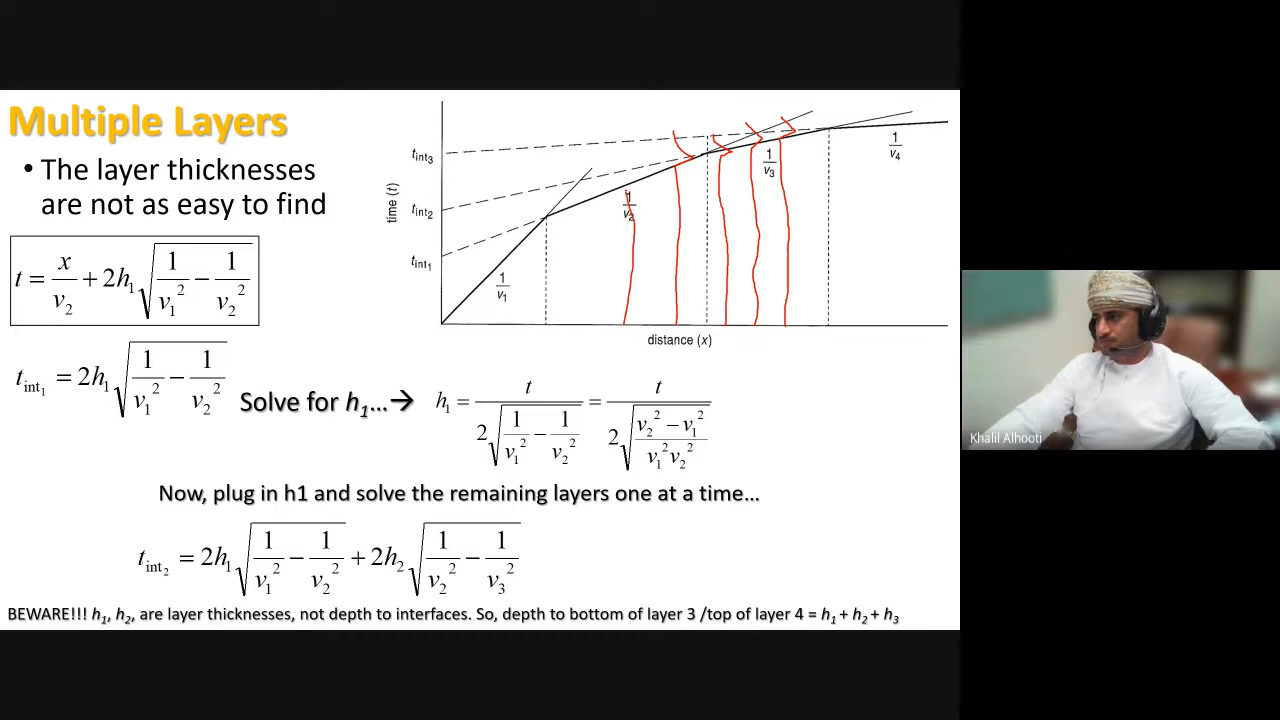 Multiple Layers
• The layer thicknesses
are not as easy to find
t = x/v₂ + 2h₁√(1/v₁² − 1/v₂²)
t_int₁ = 2h₁√(1/v₁² − 1/v₂²)
Solve for h₁…→
h₁ = t / (2√(1/v₁² − 1/v₂²)) = t / (2√((v₂² − v₁²)/(v₁²v₂²)))
time (t)
t_int₃
t_int₂
t_int₁
1/v₁
1/v₂
1/v₃
1/v₄
distance (x)
Now, plug in h1 and solve the remaining layers one at a time…
t_int₂ = 2h₁√(1/v₁² − 1/v₂²) + 2h₂√(1/v₂² − 1/v₃²)
BEWARE!!! h₁, h₂, are layer thicknesses, not depth to interfaces. So, depth to bottom of layer 3 /top of layer 4 = h₁ + h₂ + h₃
Khalil Alhooti